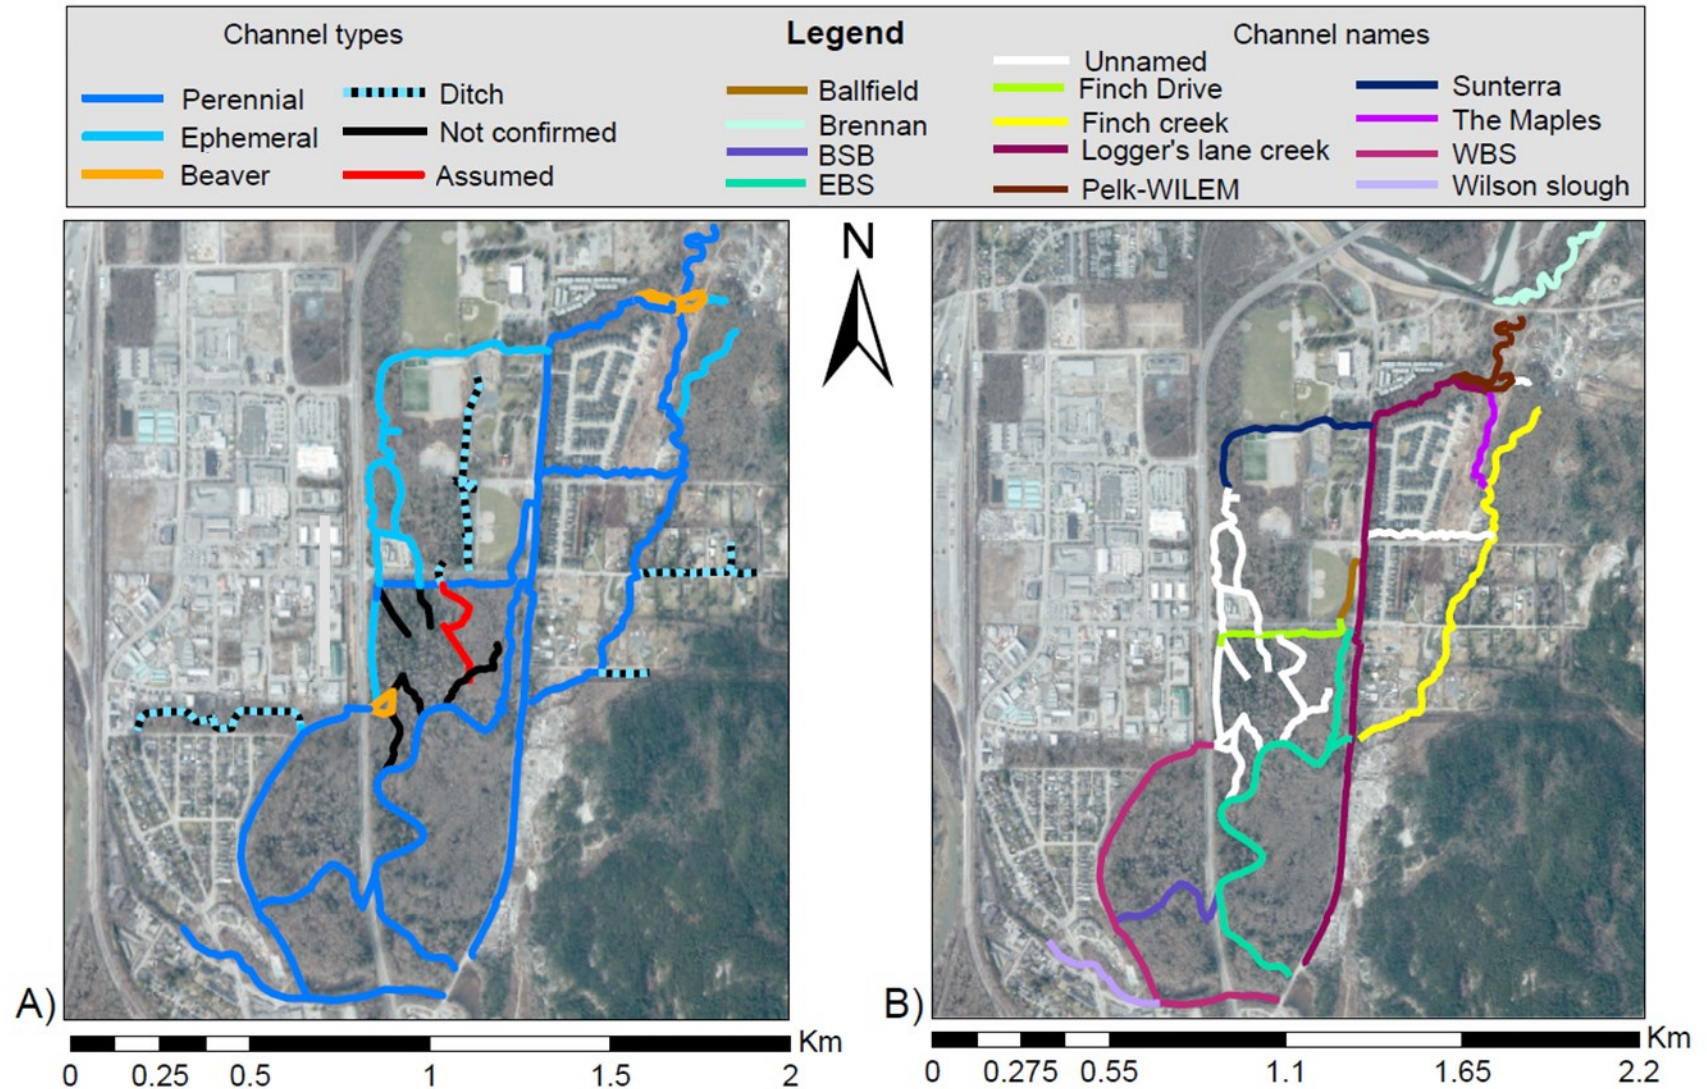 Channel types
Legend
Channel names
Perennial
Ephemeral
Beaver
Ditch
Not confirmed
Assumed
Ballfield
Brennan
BSB
EBS
Unnamed
Finch Drive
Finch creek
Logger's lane creek
Pelk-WILEM
Sunterra
The Maples
WBS
Wilson slough
N
A)
B)
Km
0 0.25 0.5 1 1.5 2
Km
0 0.275 0.55 1.1 1.65 2.2